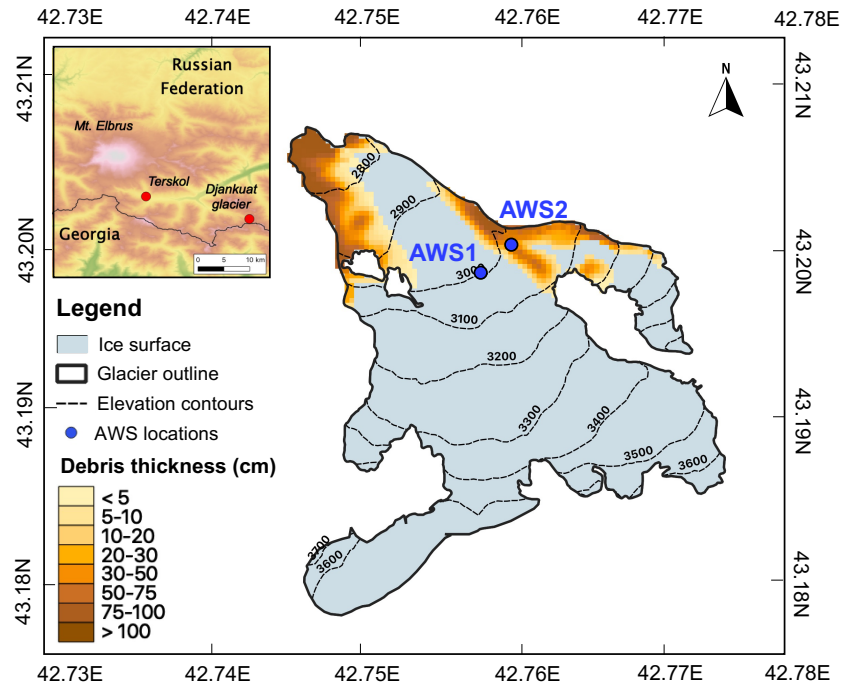 42.73E 42.74E 42.75E 42.76E 42.77E 42.78E
43.21N
43.20N
43.19N
43.18N
Russian
Federation
Mt. Elbrus
Terskol
Djankuat
glacier
Georgia
0 5 10 km
N
2800
2900
AWS2
AWS1
3000
3100
3200
3300
3400
3500
3600
3700
3600
Legend
Ice surface
Glacier outline
Elevation contours
AWS locations
Debris thickness (cm)
< 5
5-10
10-20
20-30
30-50
50-75
75-100
> 100
43.21N
43.20N
43.19N
43.18N
42.73E 42.74E 42.75E 42.76E 42.77E 42.78E